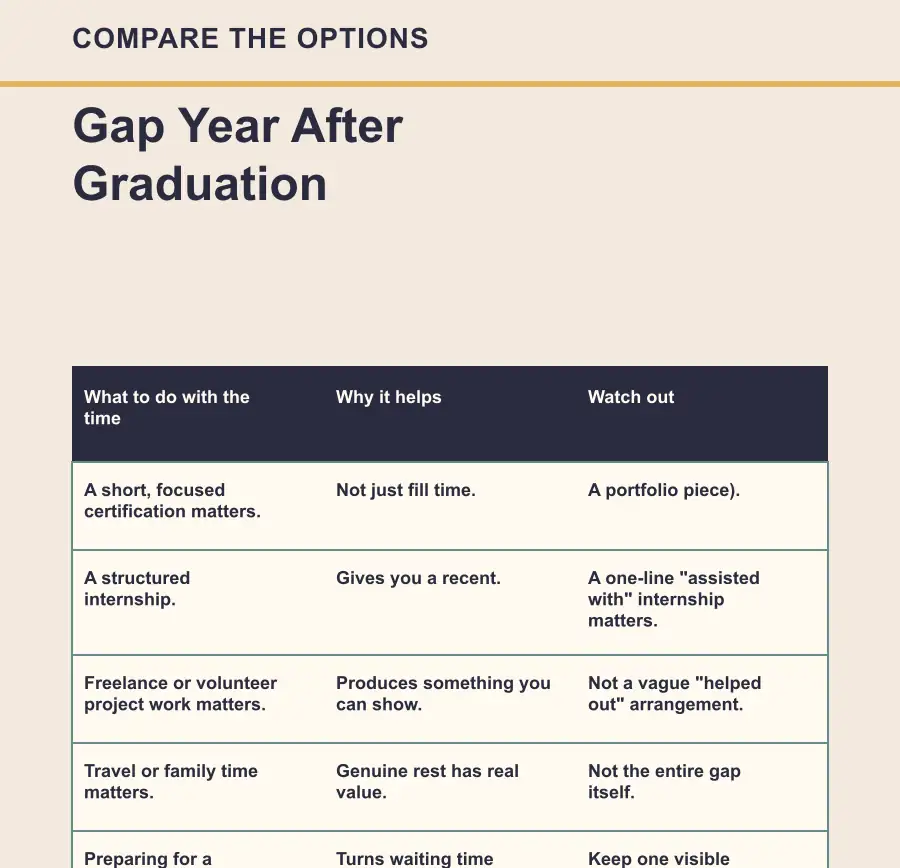 COMPARE THE OPTIONS
Gap Year After
Graduation
What to do with the
time
Why it helps
Watch out
A short, focused
certification matters.
Not just fill time.
A portfolio piece).
A structured
internship.
Gives you a recent.
A one-line "assisted
with" internship
matters.
Freelance or volunteer
project work matters.
Produces something you
can show.
Not a vague "helped
out" arrangement.
Travel or family time
matters.
Genuine rest has real
value.
Not the entire gap
itself.
Preparing for a
Turns waiting time
Keep one visible